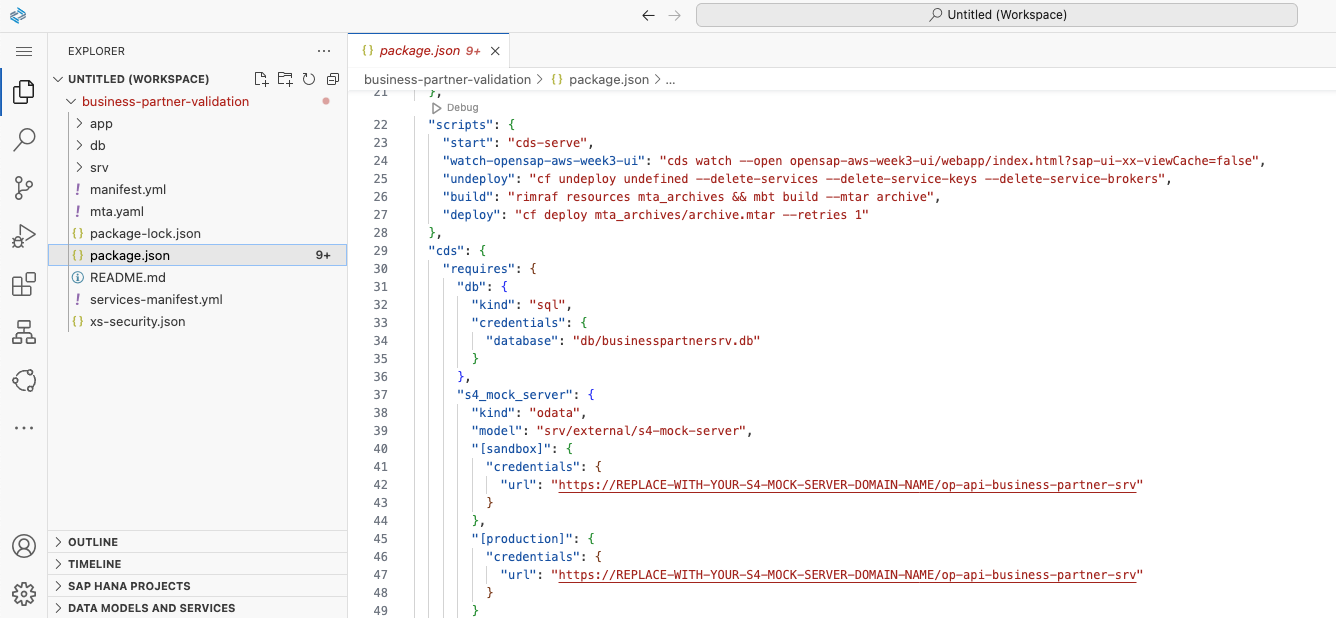 Untitled (Workspace)
EXPLORER
UNTITLED (WORKSPACE)
business-partner-validation
app
db
srv
! manifest.yml
! mta.yaml
{} package-lock.json
{} package.json 9+
README.md
! services-manifest.yml
{} xs-security.json
OUTLINE
TIMELINE
SAP HANA PROJECTS
DATA MODELS AND SERVICES
{} package.json 9+
business-partner-validation > {} package.json > ...
21 },
Debug
22 "scripts": {
23 "start": "cds-serve",
24 "watch-opensap-aws-week3-ui": "cds watch --open opensap-aws-week3-ui/webapp/index.html?sap-ui-xx-viewCache=false",
25 "undeploy": "cf undeploy undefined --delete-services --delete-service-keys --delete-service-brokers",
26 "build": "rimraf resources mta_archives && mbt build --mtar archive",
27 "deploy": "cf deploy mta_archives/archive.mtar --retries 1"
28 },
29 "cds": {
30 "requires": {
31 "db": {
32 "kind": "sql",
33 "credentials": {
34 "database": "db/businesspartnersrv.db"
35 }
36 },
37 "s4_mock_server": {
38 "kind": "odata",
39 "model": "srv/external/s4-mock-server",
40 "[sandbox]": {
41 "credentials": {
42 "url": "https://REPLACE-WITH-YOUR-S4-MOCK-SERVER-DOMAIN-NAME/op-api-business-partner-srv"
43 }
44 },
45 "[production]": {
46 "credentials": {
47 "url": "https://REPLACE-WITH-YOUR-S4-MOCK-SERVER-DOMAIN-NAME/op-api-business-partner-srv"
48 }
49 }